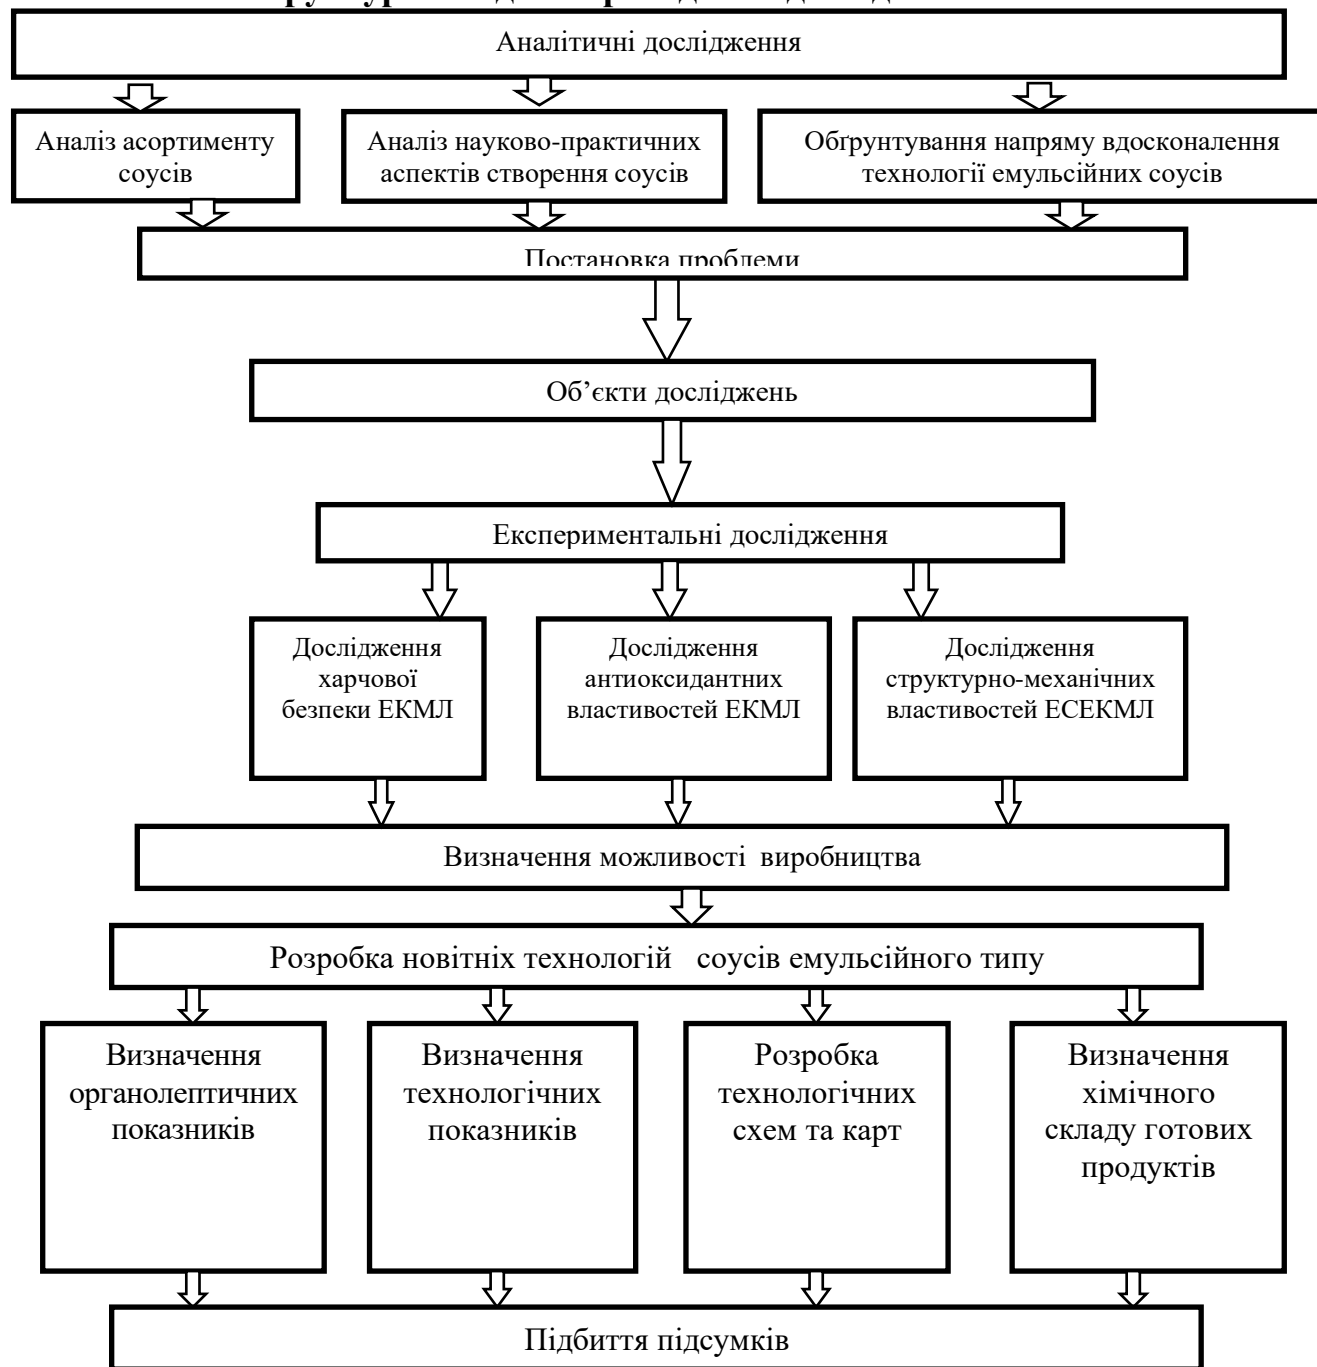 Аналітичні дослідження
Аналіз асортименту
соусів
Аналіз науково-практичних
аспектів створення соусів
Обґрунтування напряму вдосконалення
технології емульсійних соусів
Постановка проблеми
Об’єкти досліджень
Експериментальні дослідження
Дослідження
харчової
безпеки ЕКМЛ
Дослідження
антиоксидантних
властивостей ЕКМЛ
Дослідження
структурно-механічних
властивостей ЕСЕКМЛ
Визначення можливості виробництва
Розробка новітніх технологій соусів емульсійного типу
Визначення
органолептичних
показників
Визначення
технологічних
показників
Розробка
технологічних
схем та карт
Визначення
хімічного
складу готових
продуктів
Підбиття підсумків